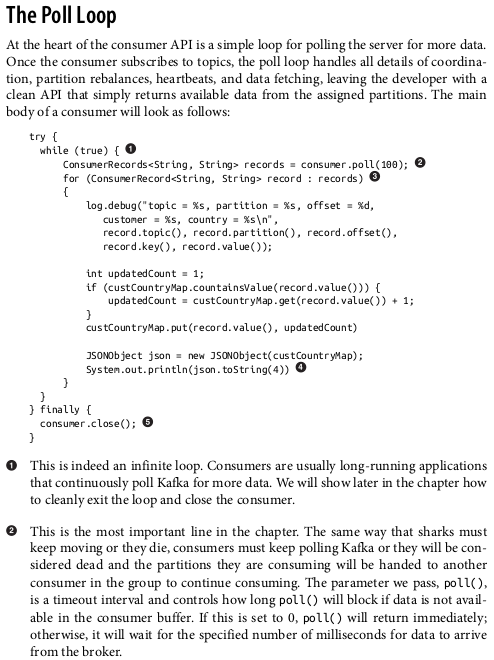 The Poll Loop
At the heart of the consumer API is a simple loop for polling the server for more data.
Once the consumer subscribes to topics, the poll loop handles all details of coordina-
tion, partition rebalances, heartbeats, and data fetching, leaving the developer with a
clean API that simply returns available data from the assigned partitions. The main
body of a consumer will look as follows:
try {
  while (true) { ❶
      ConsumerRecords<String, String> records = consumer.poll(100); ❷
      for (ConsumerRecord<String, String> record : records) ❸
      {
          log.debug("topic = %s, partition = %s, offset = %d,
             customer = %s, country = %s\n",
             record.topic(), record.partition(), record.offset(),
             record.key(), record.value());

          int updatedCount = 1;
          if (custCountryMap.countainsValue(record.value())) {
              updatedCount = custCountryMap.get(record.value()) + 1;
          }
          custCountryMap.put(record.value(), updatedCount)

          JSONObject json = new JSONObject(custCountryMap);
          System.out.println(json.toString(4)) ❹
      }
  }
} finally {
  consumer.close(); ❺
}
❶ This is indeed an infinite loop. Consumers are usually long-running applications
that continuously poll Kafka for more data. We will show later in the chapter how
to cleanly exit the loop and close the consumer.
❷ This is the most important line in the chapter. The same way that sharks must
keep moving or they die, consumers must keep polling Kafka or they will be con-
sidered dead and the partitions they are consuming will be handed to another
consumer in the group to continue consuming. The parameter we pass, poll(),
is a timeout interval and controls how long poll() will block if data is not avail-
able in the consumer buffer. If this is set to 0, poll() will return immediately;
otherwise, it will wait for the specified number of milliseconds for data to arrive
from the broker.